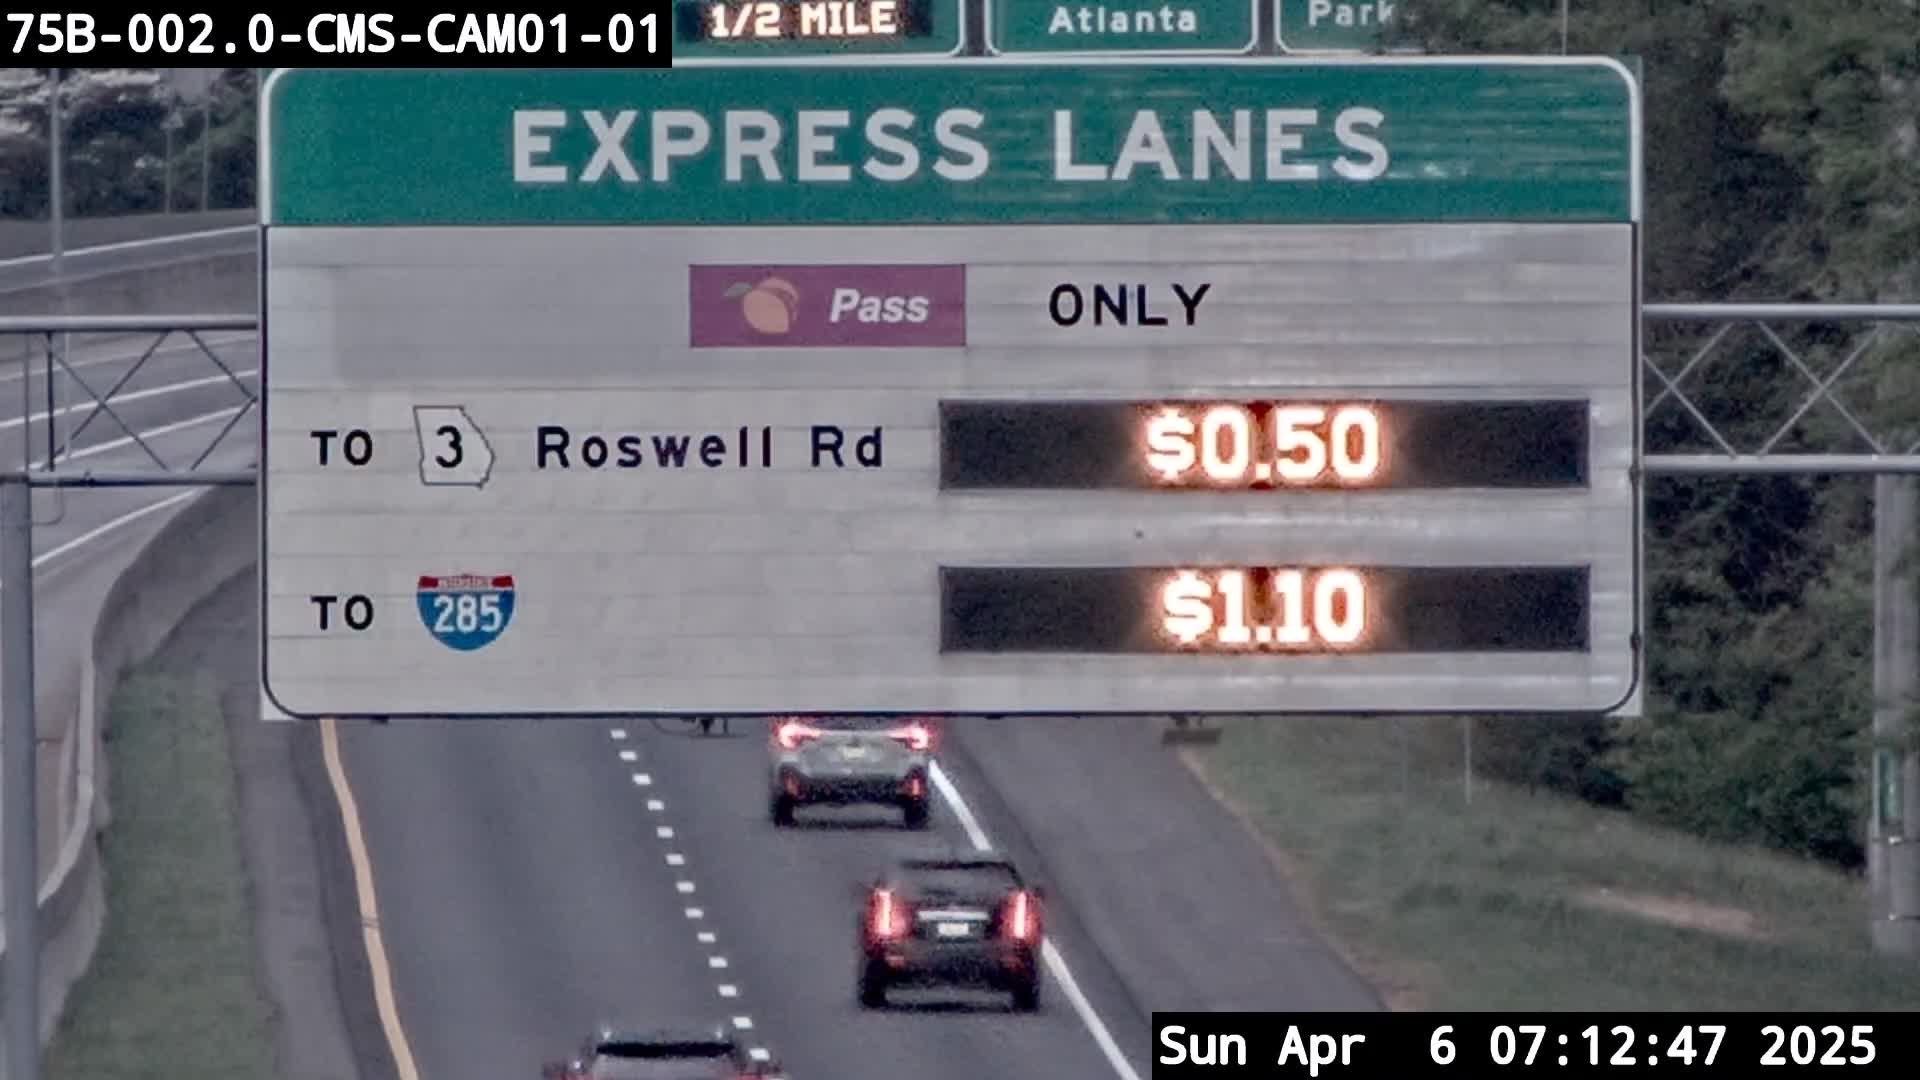 75B-002.0-CMS-CAM01-01
1/2 MILE
Atlanta
Park
EXPRESS LANES
Pass ONLY
TO 3 Roswell Rd $0.50
TO INTERSTATE 285 $1.10
Sun Apr 6 07:12:47 2025